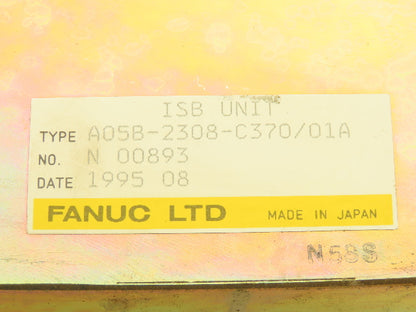 ISB UNIT
TYPE A05B-2308-C370/01A
NO. N 00893
DATE 1995 08
FANUC LTD MADE IN JAPAN
N58S